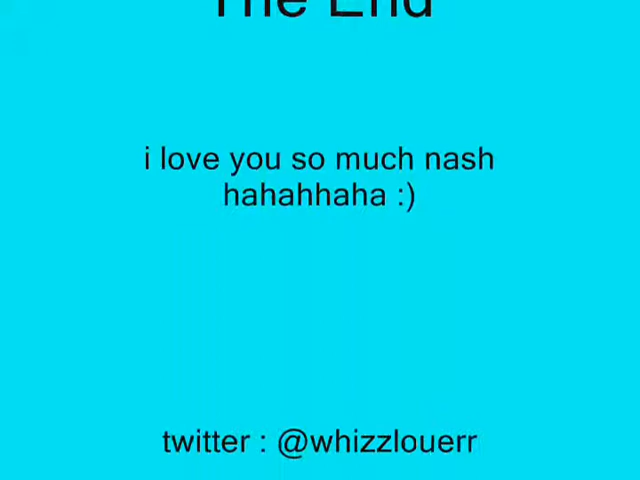 The End
i love you so much nash
hahahhaha :)
twitter : @whizzlouerr